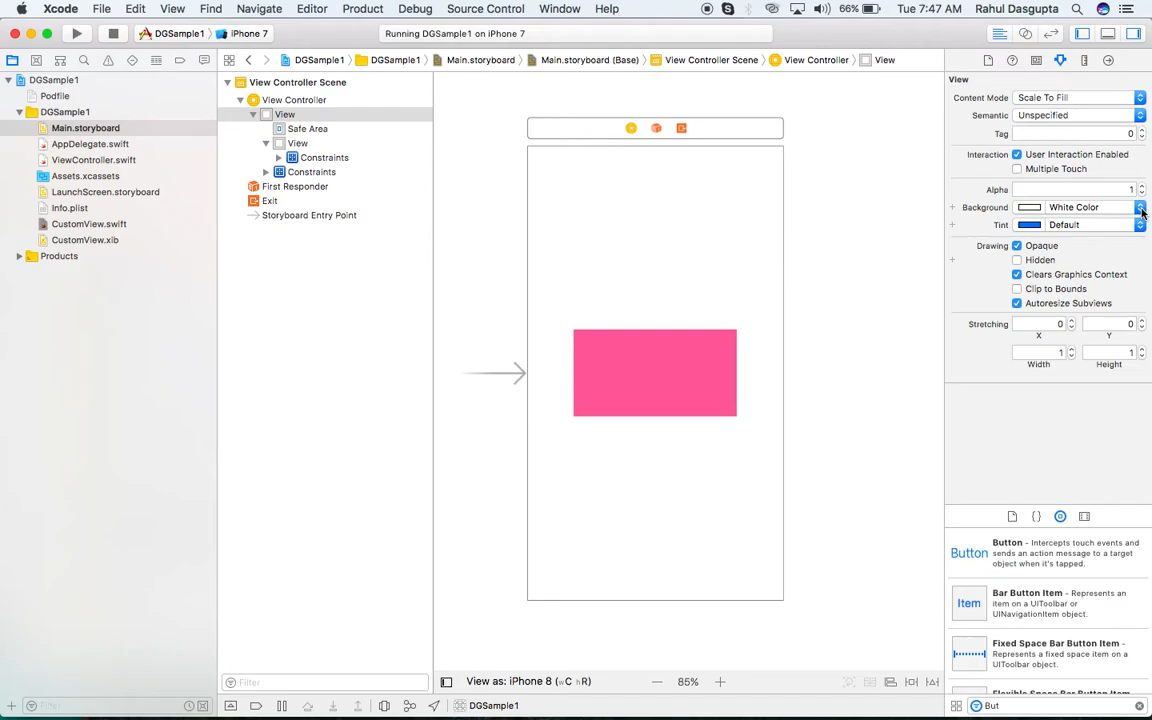 Xcode File Edit View Find Navigate Editor Product Debug Source Control Window Help 66% Tue 7:47 AM Rahul Dasgupta
DGSample1 iPhone 7 Running DGSample1 on iPhone 7
DGSample1 DGSample1 Main.storyboard Main.storyboard (Base) View Controller Scene View Controller View
DGSample1
Podfile
DGSample1
Main.storyboard
AppDelegate.swift
ViewController.swift
Assets.xcassets
LaunchScreen.storyboard
Info.plist
CustomView.swift
CustomView.xib
Products
Filter
View Controller Scene
View Controller
View
Safe Area
View
Constraints
Constraints
First Responder
Exit
Storyboard Entry Point
Filter
View as: iPhone 8 (wC hR) 85%
DGSample1
View
Content Mode Scale To Fill
Semantic Unspecified
Tag 0
Interaction User Interaction Enabled
Multiple Touch
Alpha 1
Background White Color
Tint Default
Drawing Opaque
Hidden
Clears Graphics Context
Clip to Bounds
Autoresize Subviews
Stretching 0 0
X Y
1 1
Width Height
Button
Button - Intercepts touch events and
sends an action message to a target
object when it's tapped.
Item
Bar Button Item - Represents an
item on a UIToolbar or
UINavigationItem object.
Fixed Space Bar Button Item -
Represents a fixed space item on a
UIToolbar object.
Flexible Space Bar Button Item
But